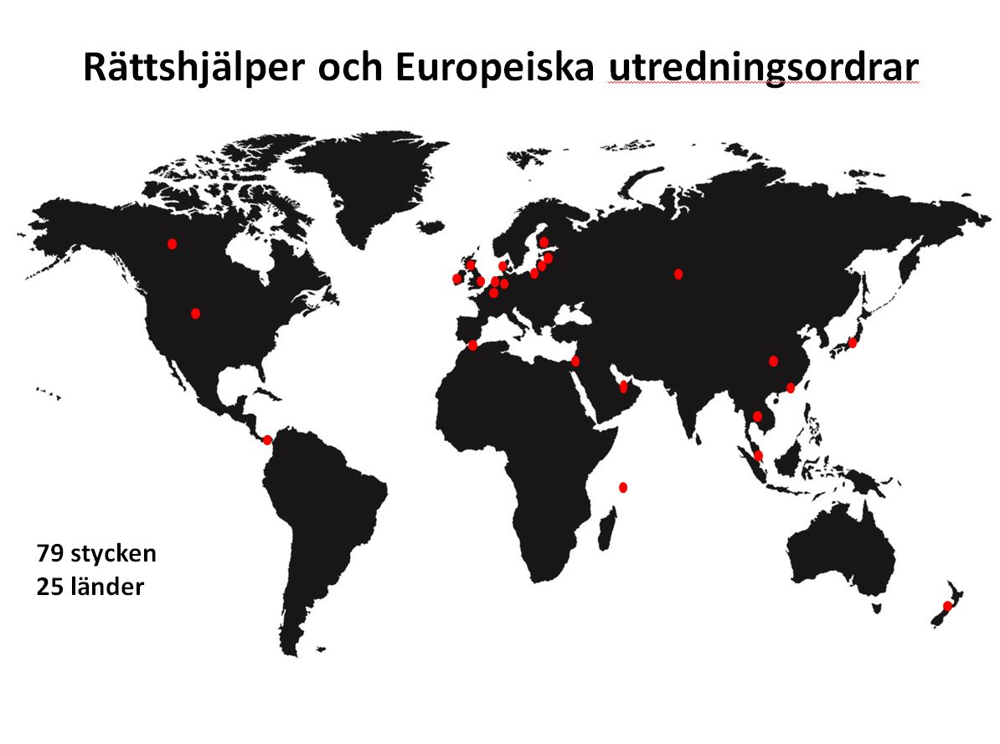 Rättshjälper och Europeiska utredningsordrar
79 stycken
25 länder